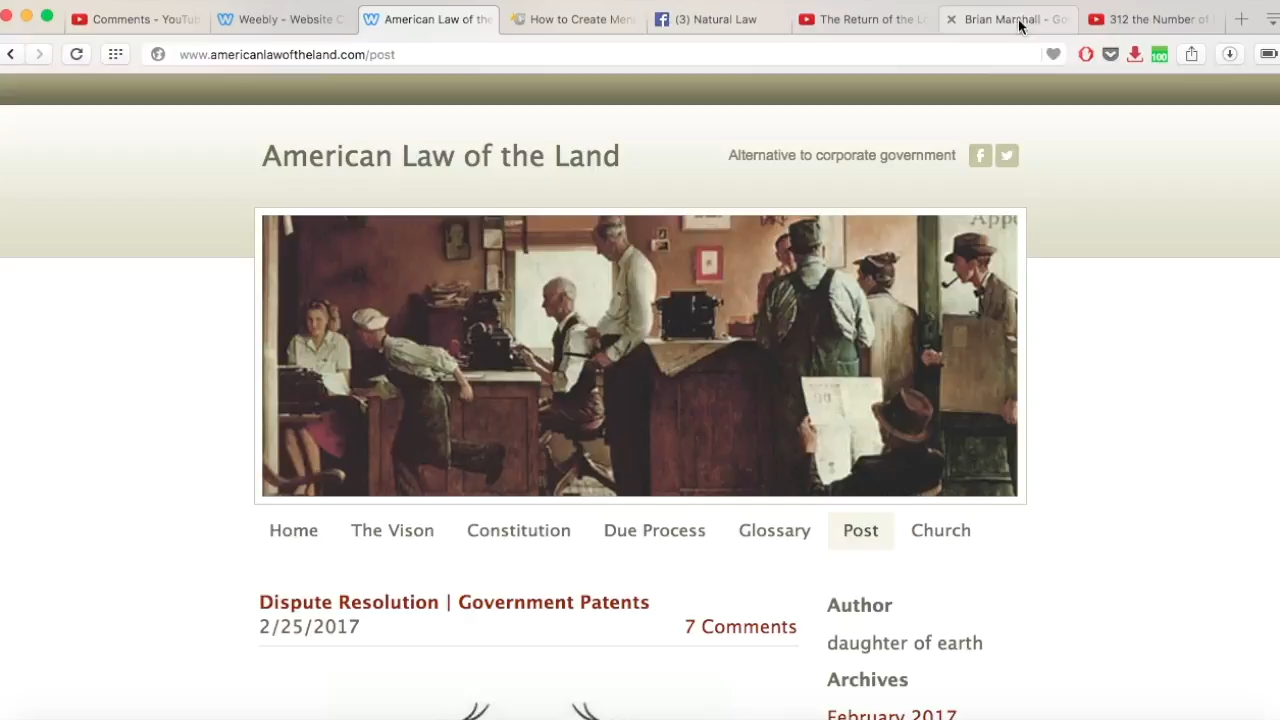 Comments - YouTub
Weebly - Website C
American Law of the
How to Create Men
(3) Natural Law
The Return of the L
Brian Marshall - Go
312 the Number of
www.americanlawoftheland.com/post
100
American Law of the Land
Alternative to corporate government
Home
The Vison
Constitution
Due Process
Glossary
Post
Church
Dispute Resolution | Government Patents
2/25/2017
7 Comments
Author
daughter of earth
Archives
February 2017